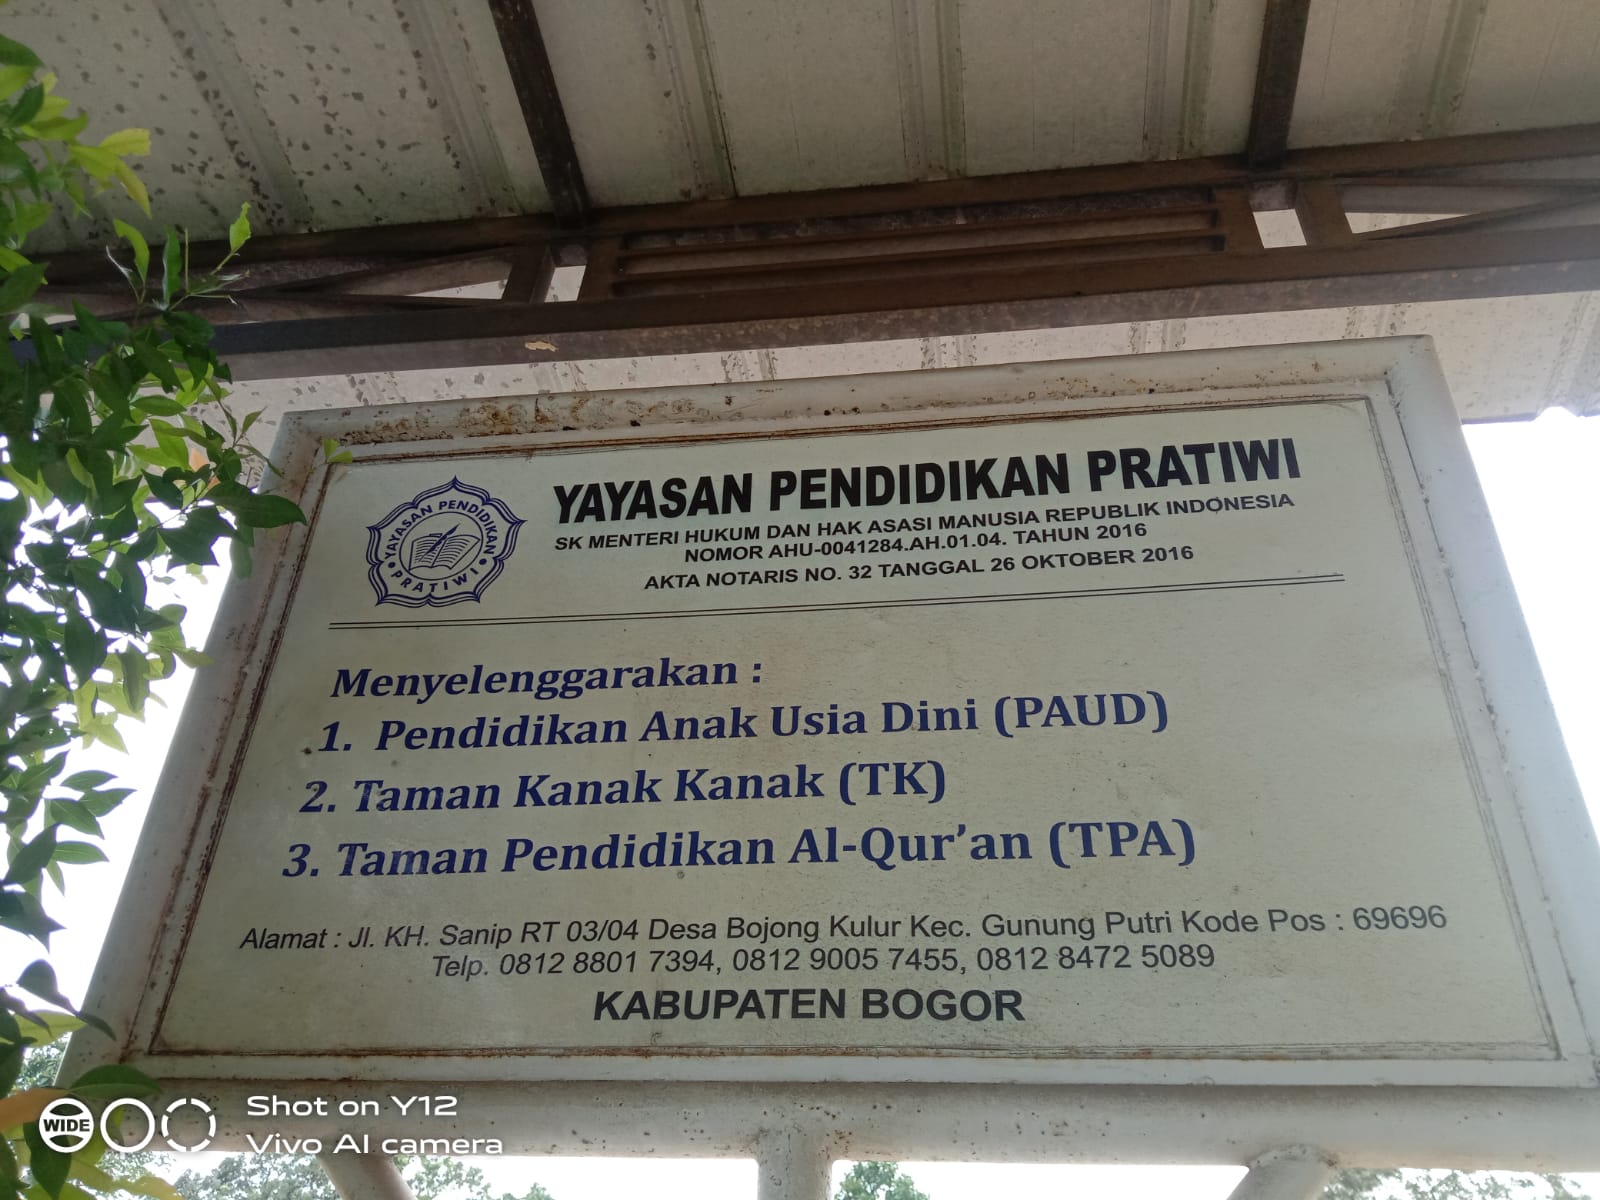 YAYASAN PENDIDIKAN PRATIWI
SK MENTERI HUKUM DAN HAK ASASI MANUSIA REPUBLIK INDONESIA
NOMOR AHU-0041284.AH.01.04. TAHUN 2016
AKTA NOTARIS NO. 32 TANGGAL 26 OKTOBER 2016
YAYASAN PENDIDIKAN
PRATIWI
Menyelenggarakan :
1. Pendidikan Anak Usia Dini (PAUD)
2. Taman Kanak Kanak (TK)
3. Taman Pendidikan Al-Qur'an (TPA)
Alamat : Jl. KH. Sanip RT 03/04 Desa Bojong Kulur Kec. Gunung Putri Kode Pos : 69696
Telp. 0812 8801 7394, 0812 9005 7455, 0812 8472 5089
KABUPATEN BOGOR
WIDE
Shot on Y12
Vivo AI camera